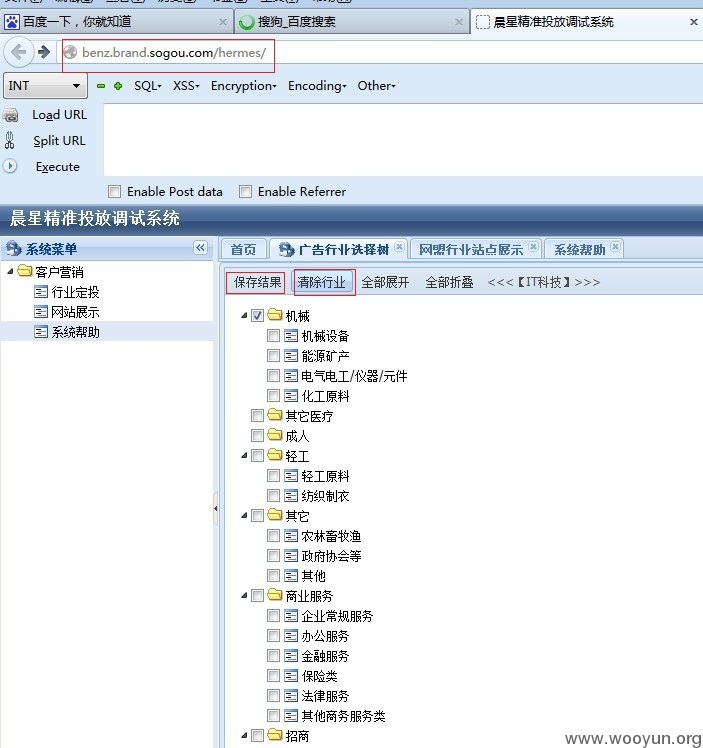 百度一下，你就知道
搜狗_百度搜索
晨星精准投放调试系统
benz.brand.sogou.com/hermes/
INT
SQL
XSS
Encryption
Encoding
Other
Load URL
Split URL
Execute
Enable Post data
Enable Referrer
晨星精准投放调试系统
系统菜单
首页
广告行业选择树
网盟行业站点展示
系统帮助
客户营销
行业定投
网站展示
系统帮助
保存结果
清除行业
全部展开
全部折叠
<<<【IT科技】>>>
机械
机械设备
能源矿产
电气电工/仪器/元件
化工原料
其它医疗
成人
轻工
轻工原料
纺织制衣
其它
农林畜牧渔
政府协会等
其他
商业服务
企业常规服务
办公服务
金融服务
保险类
法律服务
其他商务服务类
招商
www.wooyun.org